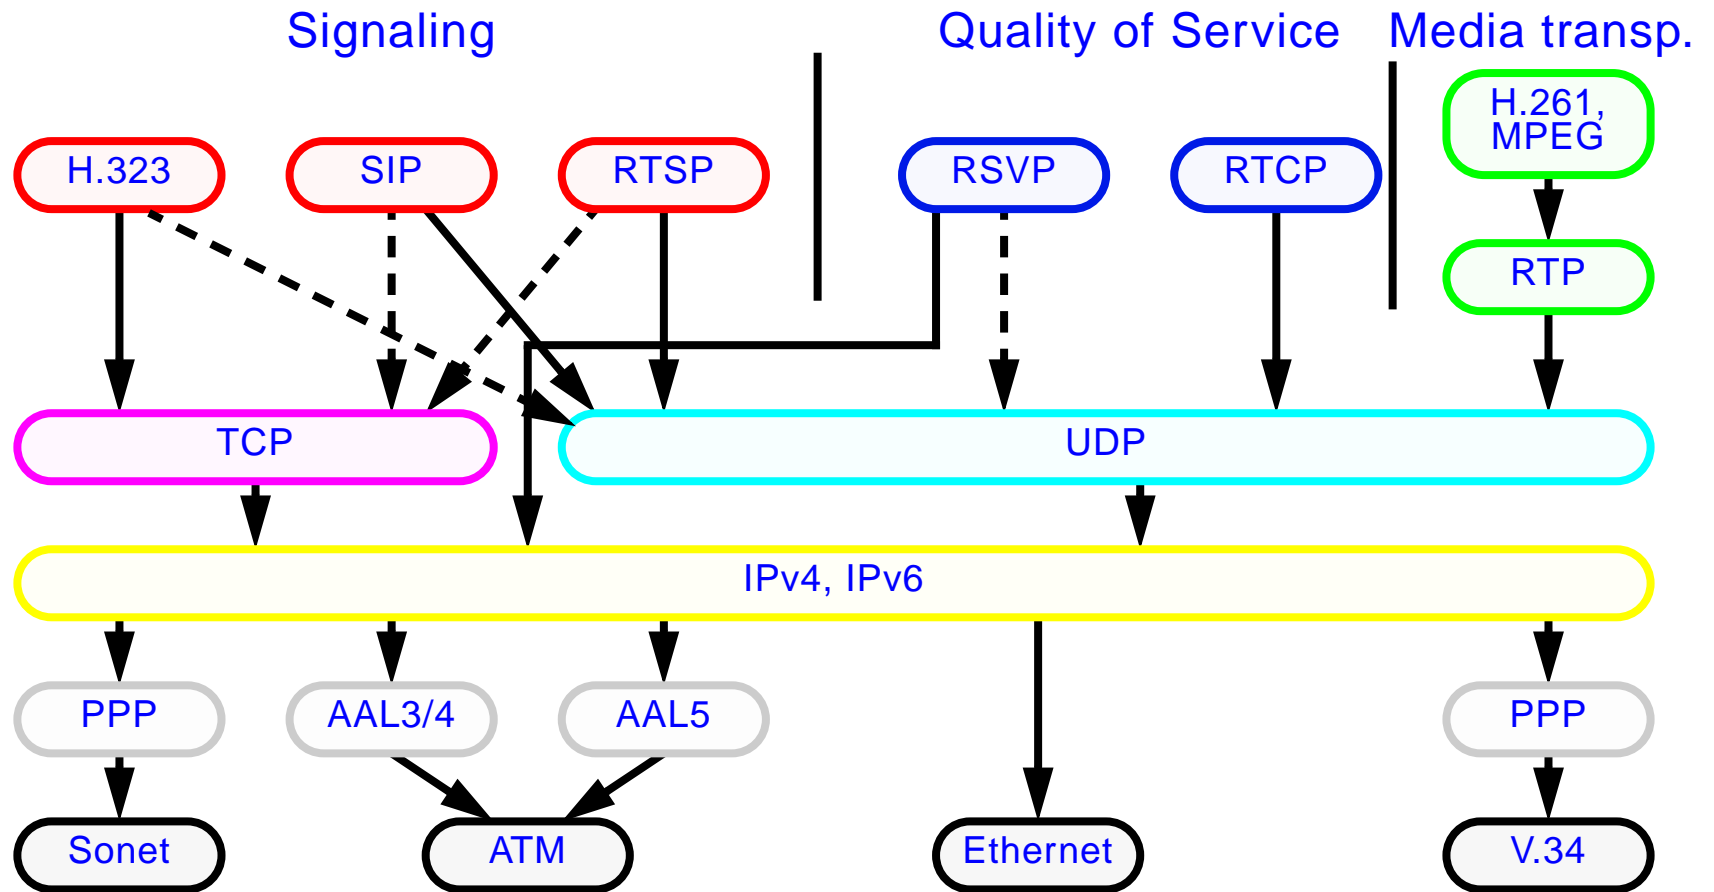 Signaling
Quality of Service
Media transp.
H.261,
MPEG
H.323
SIP
RTSP
RSVP
RTCP
RTP
TCP
UDP
IPv4, IPv6
PPP
AAL3/4
AAL5
PPP
Sonet
ATM
Ethernet
V.34